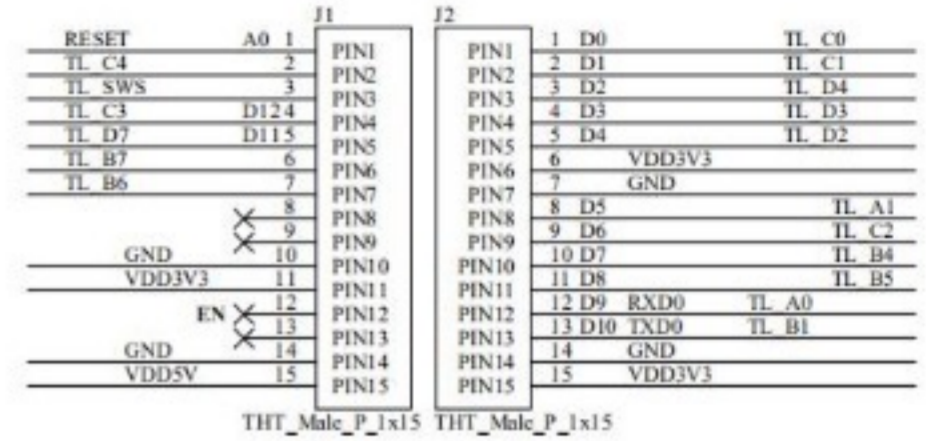 J1 J2
RESET A0 1 PIN1 PIN1 1 D0 TL_C0
TL_C4 2 PIN2 PIN2 2 D1 TL_C1
TL_SWS 3 PIN3 PIN3 3 D2 TL_D4
TL_C3 D12 4 PIN4 PIN4 4 D3 TL_D3
TL_D7 D11 5 PIN5 PIN5 5 D4 TL_D2
TL_B7 6 PIN6 PIN6 6 VDD3V3
TL_B6 7 PIN7 PIN7 7 GND
8 PIN8 PIN8 8 D5 TL_A1
9 PIN9 PIN9 9 D6 TL_C2
GND 10 PIN10 PIN10 10 D7 TL_B4
VDD3V3 11 PIN11 PIN11 11 D8 TL_B5
EN 12 PIN12 PIN12 12 D9 RXD0 TL_A0
13 PIN13 PIN13 13 D10 TXD0 TL_B1
GND 14 PIN14 PIN14 14 GND
VDD5V 15 PIN15 PIN15 15 VDD3V3
THT_Male_P_1x15 THT_Male_P_1x15